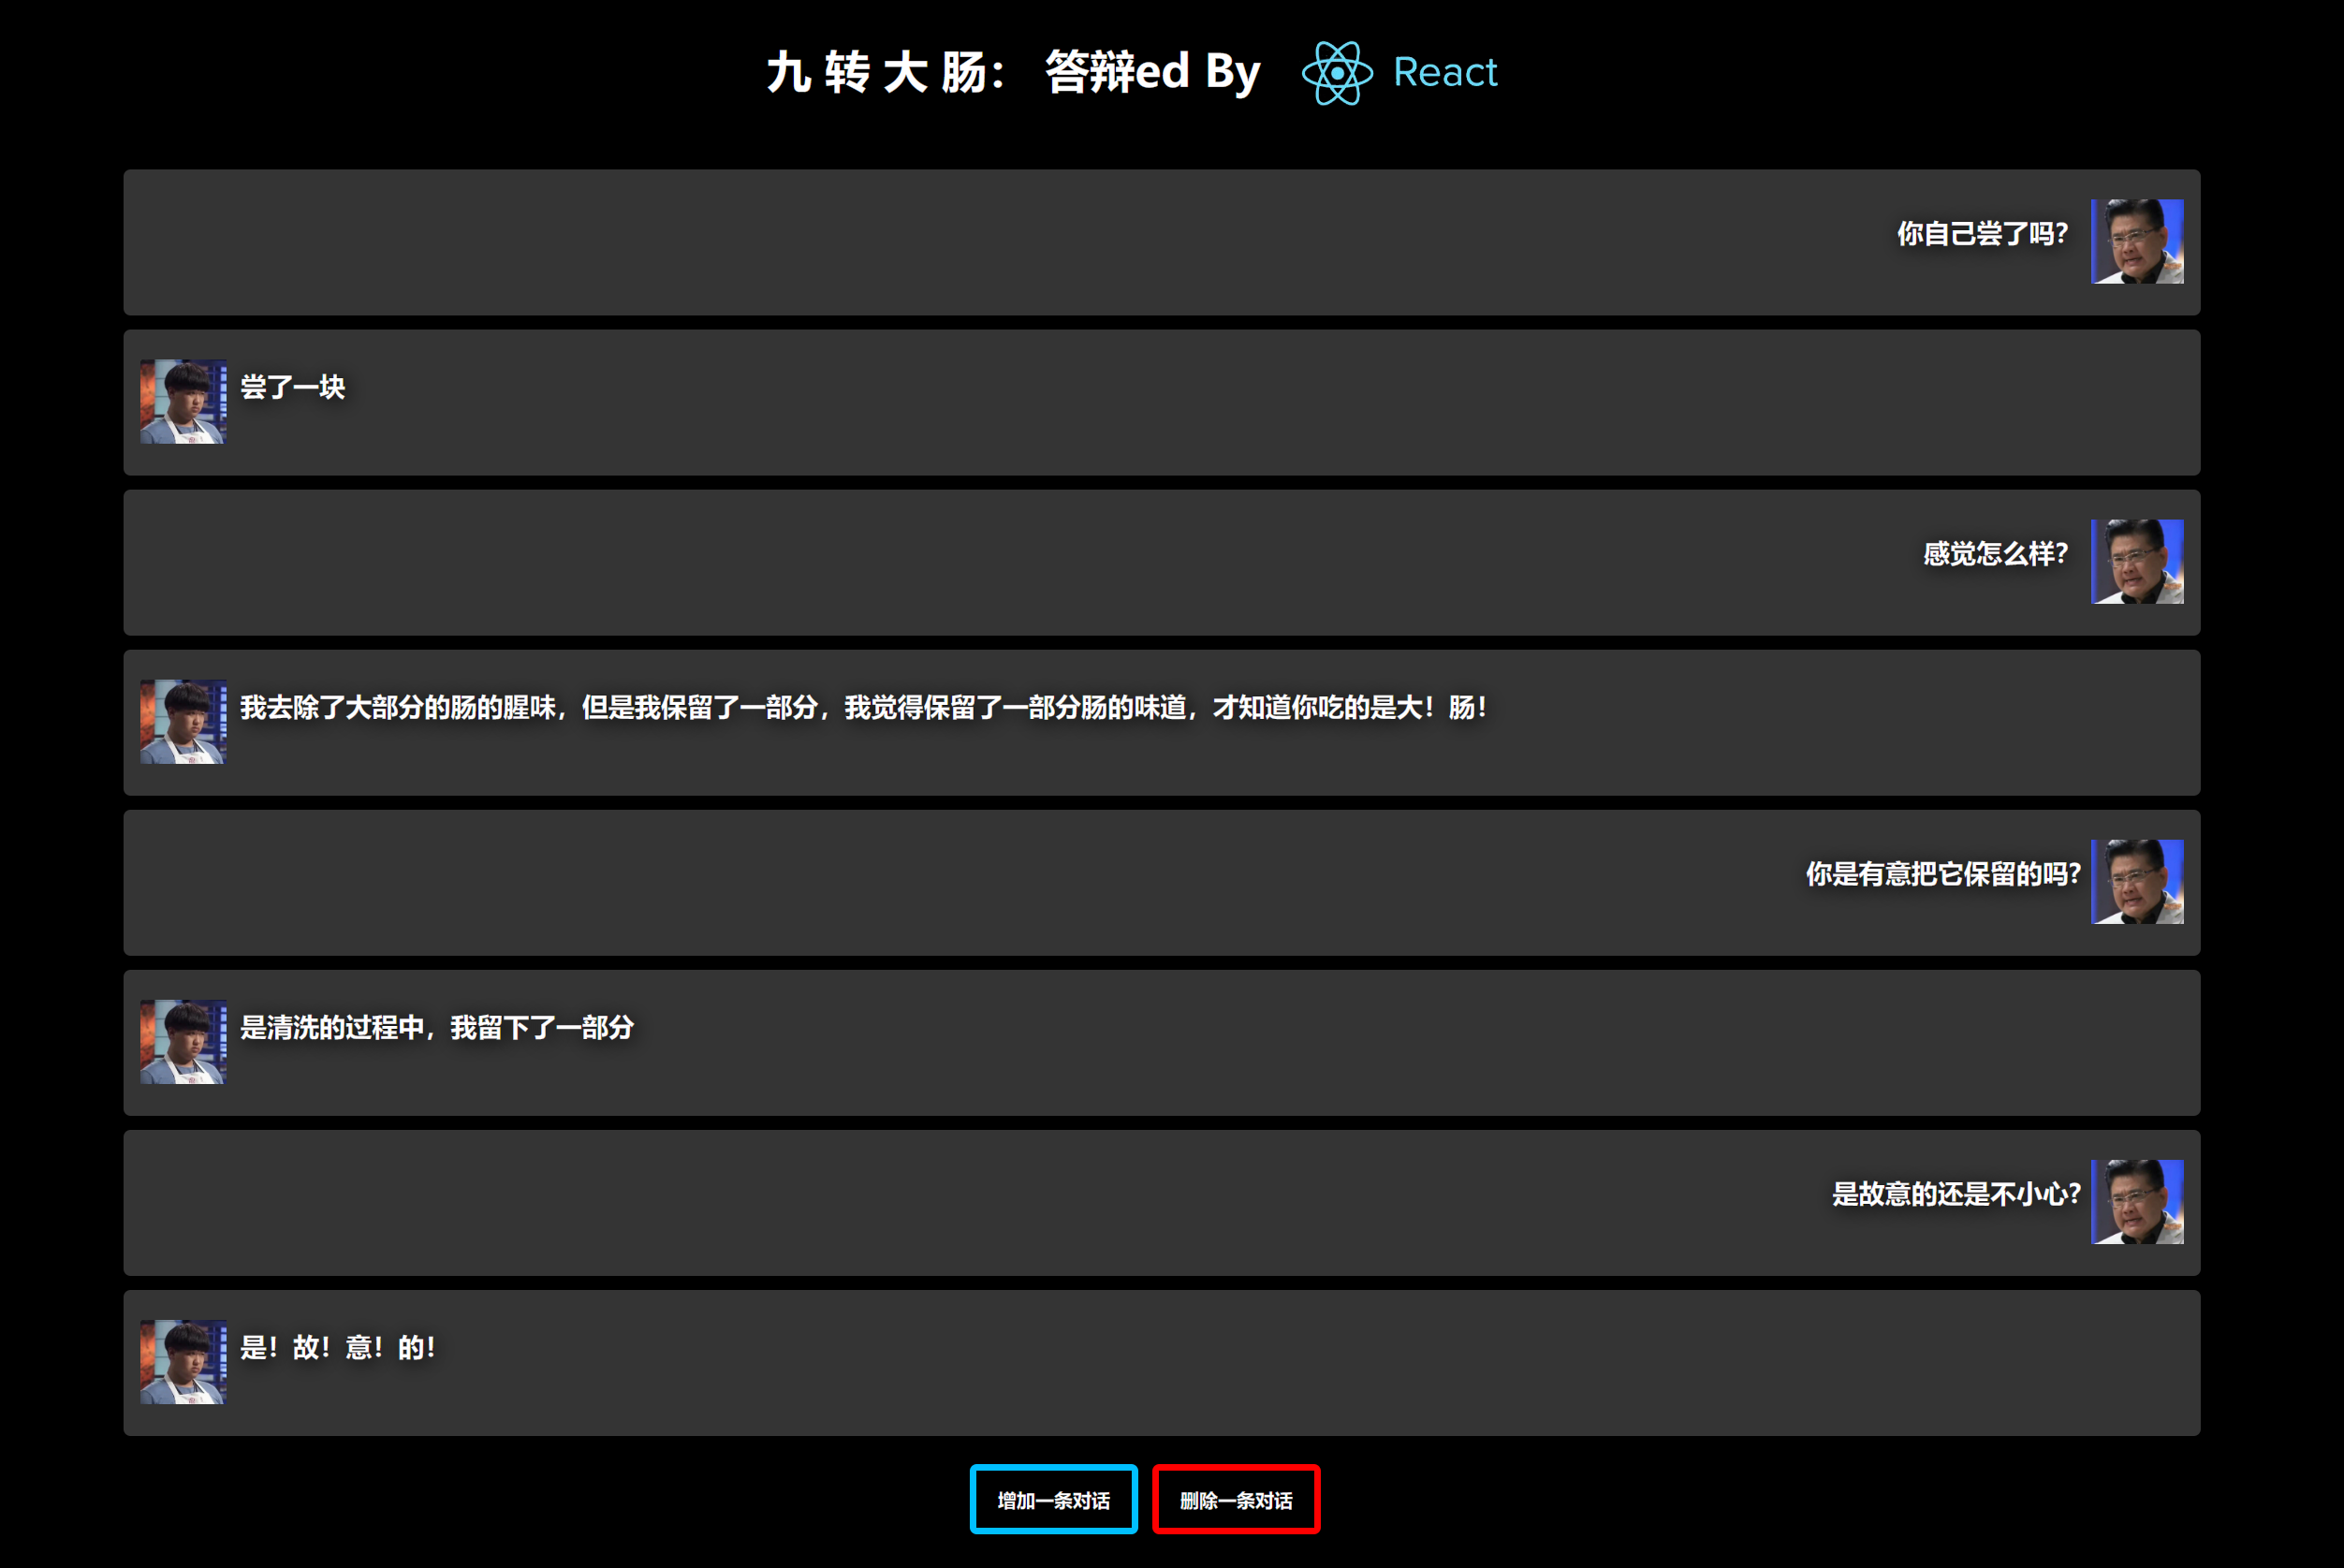 九 转 大 肠： 答辩ed By React
你自己尝了吗？
尝了一块
感觉怎么样？
我去除了大部分的肠的腥味，但是我保留了一部分，我觉得保留了一部分肠的味道，才知道你吃的是大！肠！
你是有意把它保留的吗?
是清洗的过程中，我留下了一部分
是故意的还是不小心?
是！故！意！的！
增加一条对话 删除一条对话